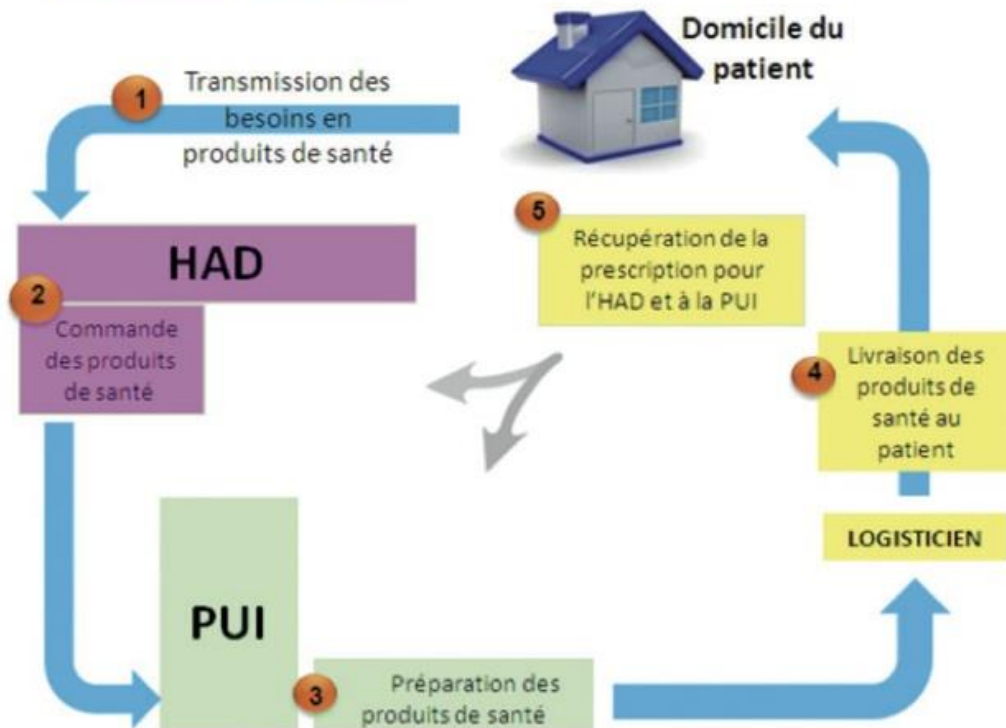 Domicile du
patient
1
Transmission des
besoins en
produits de santé
HAD
2
Commande
des produits
de santé
PUI
3
Préparation des
produits de santé
LOGISTICIEN
4
Livraison des
produits de
santé au
patient
5
Récupération de la
prescription pour
l'HAD et à la PUI